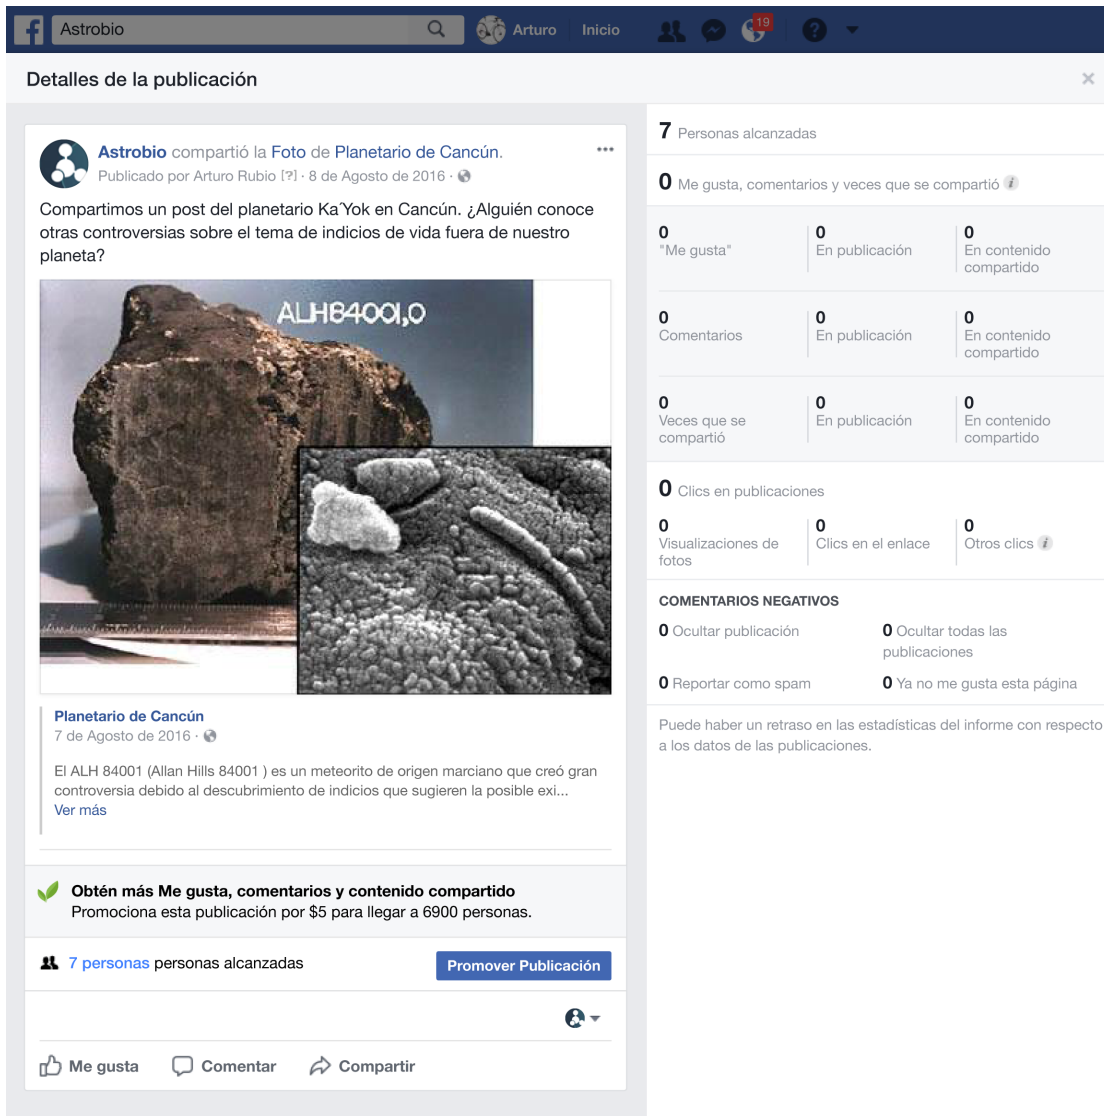 Astrobio
Arturo
Inicio
19
?
Detalles de la publicación
×
Astrobio compartió la Foto de Planetario de Cancún.
Publicado por Arturo Rubio [?] · 8 de Agosto de 2016 ·
Compartimos un post del planetario Ka´Yok en Cancún. ¿Alguién conoce
otras controversias sobre el tema de indicios de vida fuera de nuestro
planeta?
ALH84001,0
Planetario de Cancún
7 de Agosto de 2016 ·
El ALH 84001 (Allan Hills 84001 ) es un meteorito de origen marciano que creó gran
controversia debido al descubrimiento de indicios que sugieren la posible exi...
Ver más
Obtén más Me gusta, comentarios y contenido compartido
Promociona esta publicación por $5 para llegar a 6900 personas.
7 personas personas alcanzadas
Promover Publicación
Me gusta
Comentar
Compartir
7 Personas alcanzadas
0 Me gusta, comentarios y veces que se compartió i
0
"Me gusta"
0
En publicación
0
En contenido
compartido
0
Comentarios
0
En publicación
0
En contenido
compartido
0
Veces que se
compartió
0
En publicación
0
En contenido
compartido
0 Clics en publicaciones
0
Visualizaciones de
fotos
0
Clics en el enlace
0
Otros clics i
COMENTARIOS NEGATIVOS
0 Ocultar publicación
0 Ocultar todas las
publicaciones
0 Reportar como spam
0 Ya no me gusta esta página
Puede haber un retraso en las estadísticas del informe con respecto
a los datos de las publicaciones.